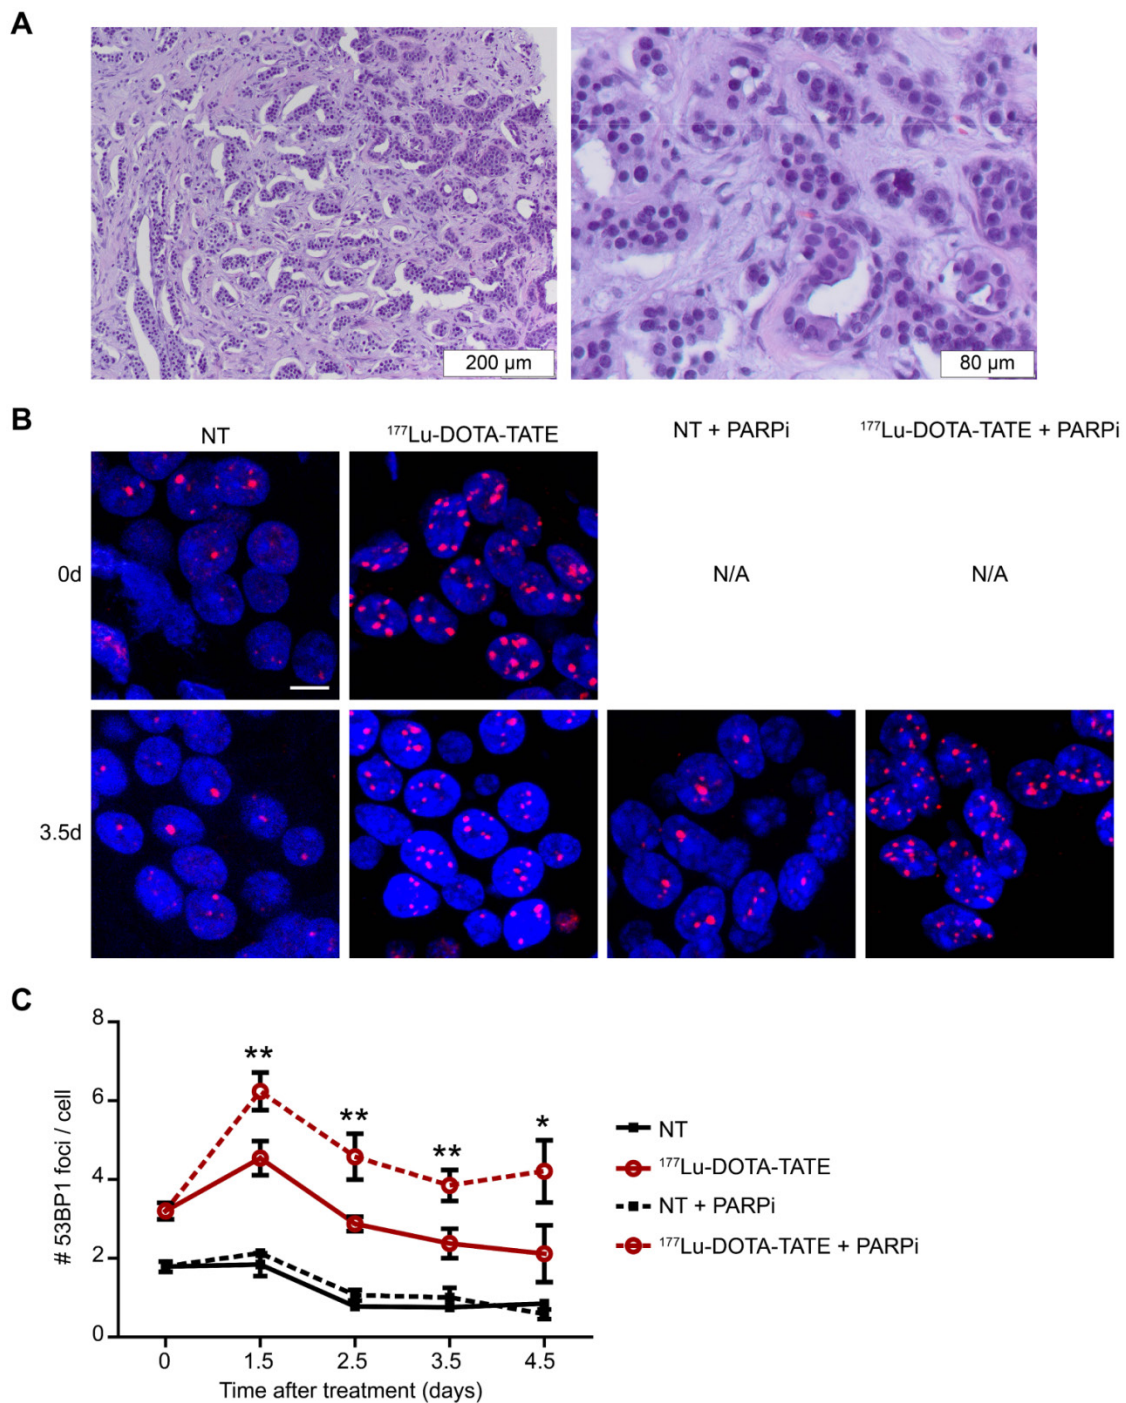 A
200 µm
80 µm
B
NT
¹⁷⁷Lu-DOTA-TATE
NT + PARPi
¹⁷⁷Lu-DOTA-TATE + PARPi
0d
N/A
N/A
3.5d
C
# 53BP1 foci / cell
8
6
4
2
0
**
**
**
*
0
1.5
2.5
3.5
4.5
Time after treatment (days)
NT
¹⁷⁷Lu-DOTA-TATE
NT + PARPi
¹⁷⁷Lu-DOTA-TATE + PARPi